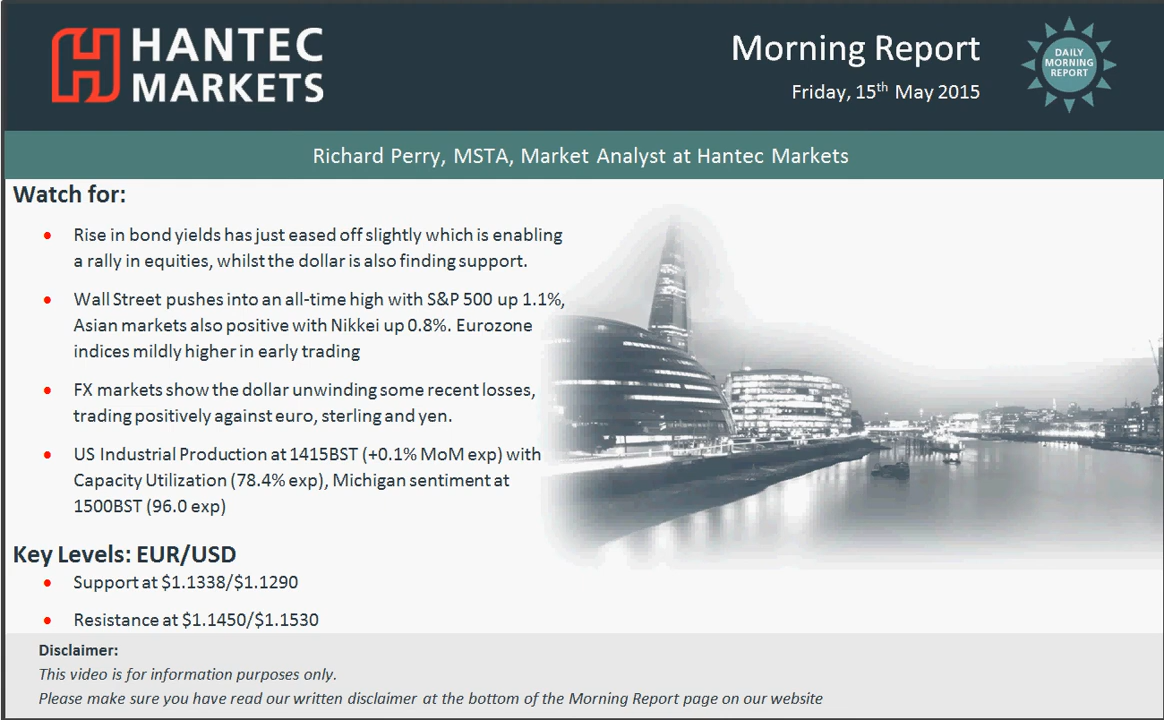 HANTEC
MARKETS
Morning Report
Friday, 15th May 2015
DAILY
MORNING
REPORT
Richard Perry, MSTA, Market Analyst at Hantec Markets
Watch for:
Rise in bond yields has just eased off slightly which is enabling
a rally in equities, whilst the dollar is also finding support.
Wall Street pushes into an all-time high with S&P 500 up 1.1%,
Asian markets also positive with Nikkei up 0.8%. Eurozone
indices mildly higher in early trading
FX markets show the dollar unwinding some recent losses,
trading positively against euro, sterling and yen.
US Industrial Production at 1415BST (+0.1% MoM exp) with
Capacity Utilization (78.4% exp), Michigan sentiment at
1500BST (96.0 exp)
Key Levels: EUR/USD
Support at $1.1338/$1.1290
Resistance at $1.1450/$1.1530
Disclaimer:
This video is for information purposes only.
Please make sure you have read our written disclaimer at the bottom of the Morning Report page on our website